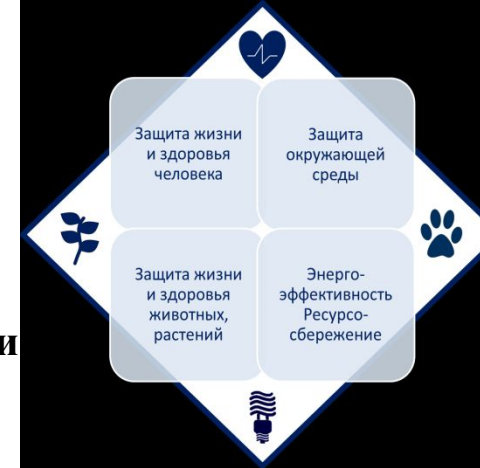 Защита жизни
и здоровья
человека
Защита
окружающей
среды
Защита жизни
и здоровья
животных,
растений
Энерго-
эффективность
Ресурсо-
сбережение
и